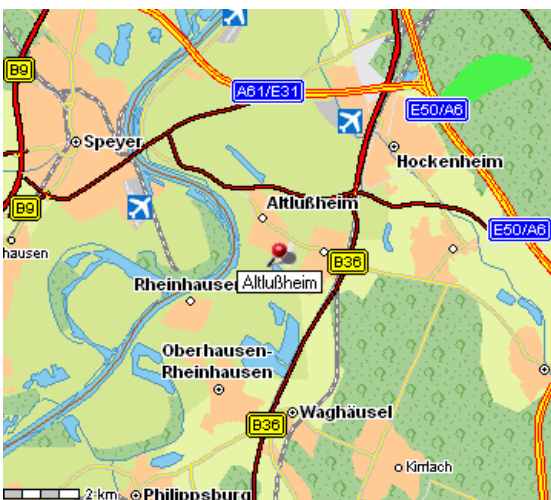 B9
A61/E31
E50/A6
Speyer
Hockenheim
Altlußheim
B9
E50/A6
hausen
B36
Rheinhausen
Altlußheim
Oberhausen-
Rheinhausen
Waghäusel
B36
Kirrlach
2 km
Philippsburg